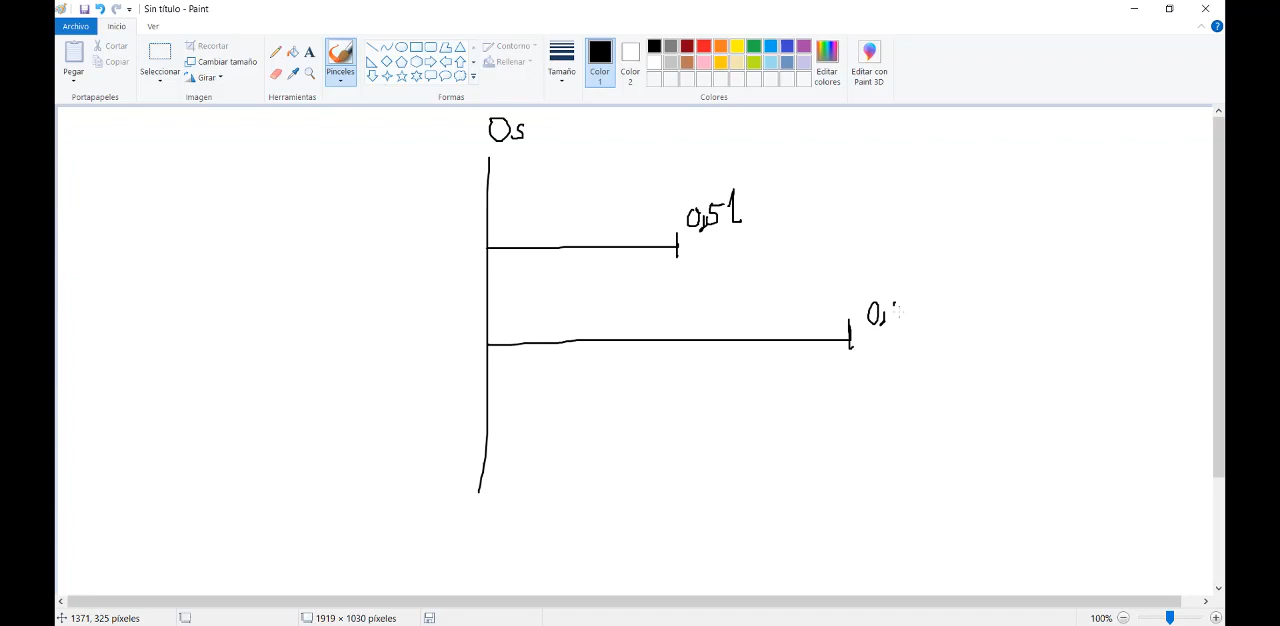 Sin título - Paint
Archivo Inicio Ver
Pegar
Cortar
Copiar
Portapapeles
Seleccionar
Recortar
Cambiar tamaño
Girar
Imagen
A
Herramientas
Pinceles
Formas
Contorno
Rellenar
Tamaño
Color
1
Color
2
Editar
colores
Colores
Editar con
Paint 3D
0s
0,51
0,
1371, 325 píxeles
1919 × 1030 píxeles
100%